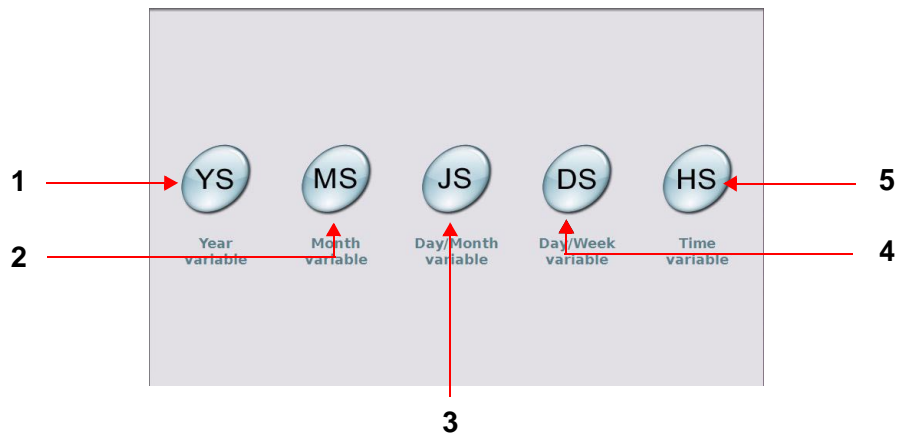 1
YS
MS
JS
DS
HS
5
Year
variable
Month
variable
Day/Month
variable
Day/Week
variable
Time
variable
2
4
3